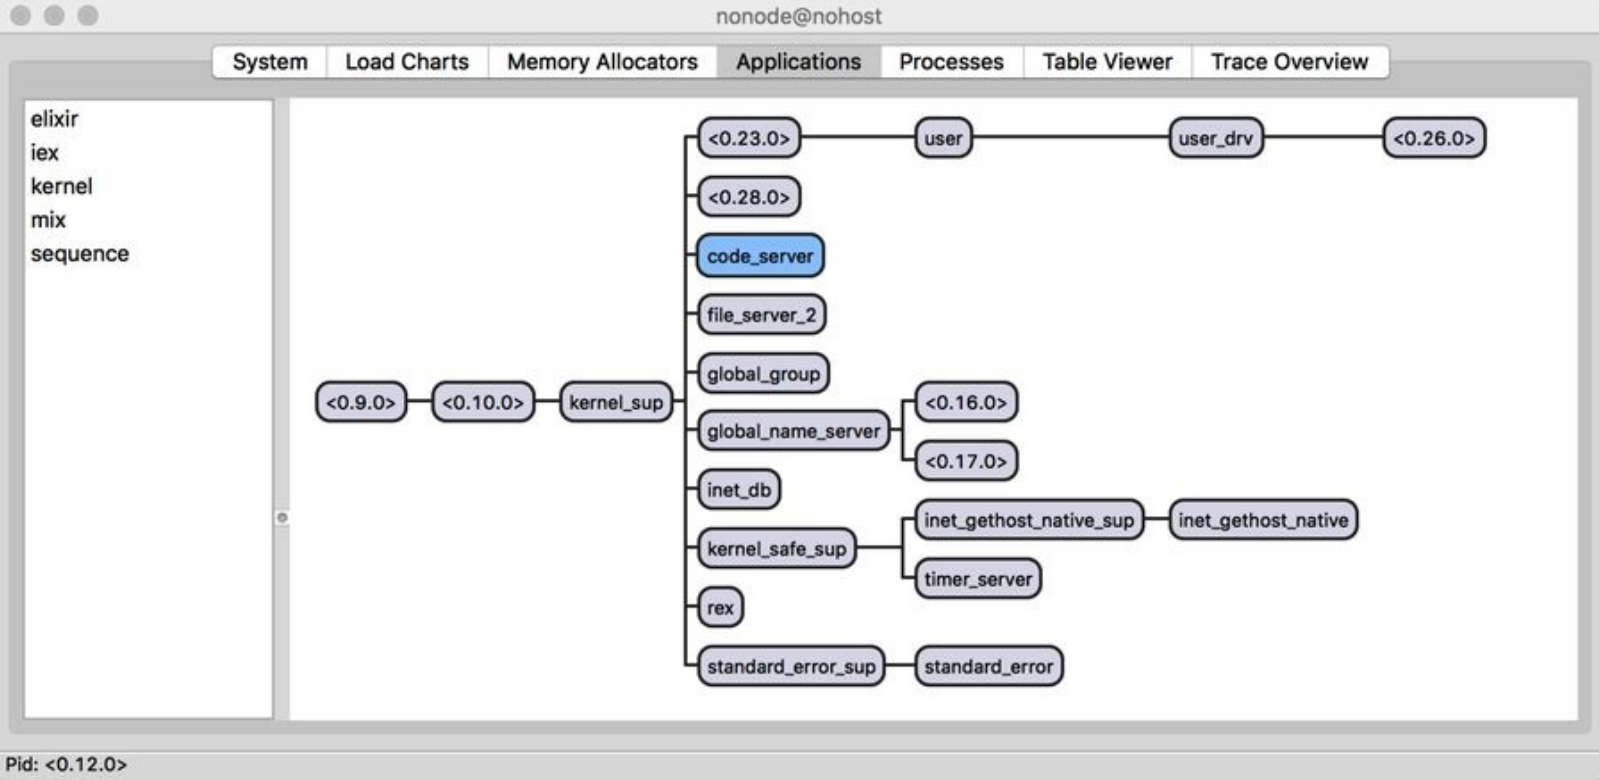 nonode@nohost
System Load Charts Memory Allocators Applications Processes Table Viewer Trace Overview
elixir
iex
kernel
mix
sequence
<0.23.0> user user_drv <0.26.0>
<0.28.0>
code_server
file_server_2
global_group
<0.9.0> <0.10.0> kernel_sup <0.16.0>
global_name_server
<0.17.0>
inet_db
inet_gethost_native_sup inet_gethost_native
kernel_safe_sup
timer_server
rex
standard_error_sup standard_error
Pid: <0.12.0>